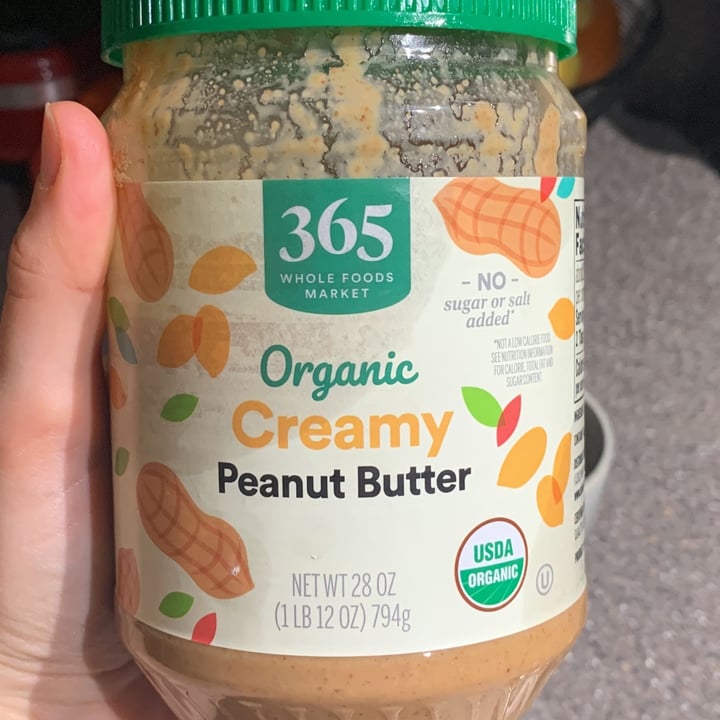 365
WHOLE FOODS
MARKET
- NO -
sugar or salt
added*
*NOT A LOW CALORIE FOOD.
SEE NUTRITION INFORMATION
FOR CALORIE, TOTAL FAT AND
SUGAR CONTENT.
Organic
Creamy
Peanut Butter
USDA
ORGANIC
U
NET WT 28 OZ
(1 LB 12 OZ) 794g